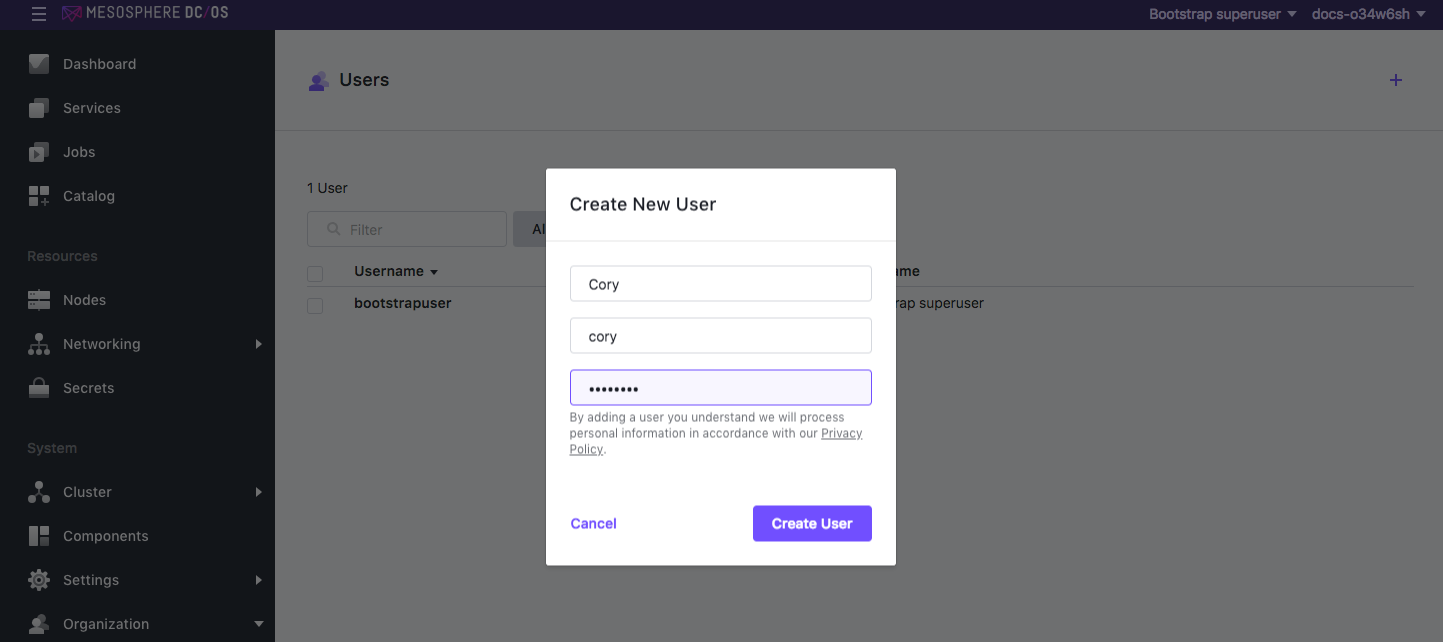 MESOSPHERE DC/OS
Bootstrap superuser
docs-o34w6sh
Dashboard
Services
Jobs
Catalog
Resources
Nodes
Networking
Secrets
System
Cluster
Components
Settings
Organization
Users
+
1 User
Filter
Al
Username
ame
bootstrapuser
rap superuser
Create New User
Cory
cory
••••••••
By adding a user you understand we will process
personal information in accordance with our Privacy
Policy.
Cancel
Create User